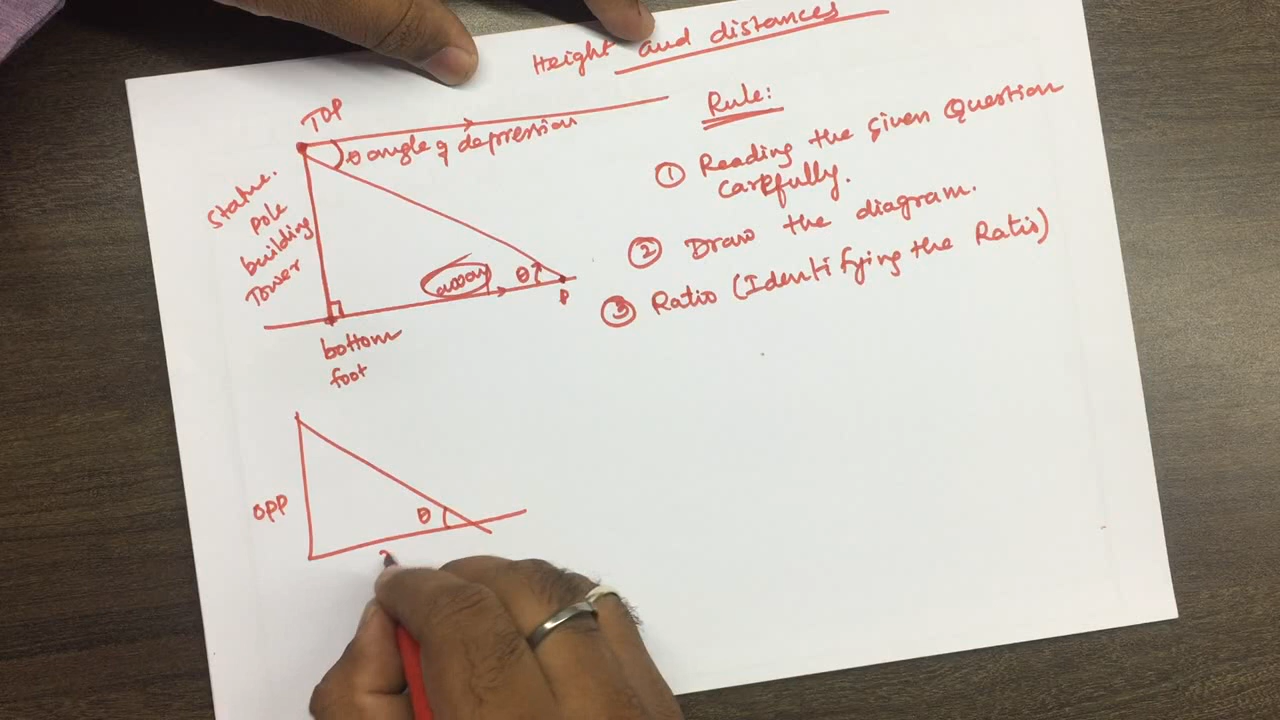 Height and distances
TOP
θ angle of depression
statue.
pole
building
Tower
away
θ
P
bottom
foot
Rule:
① Reading the given Question
carefully.
② Draw the diagram.
③ Ratio (Identifying the Ratio)
opp
θ